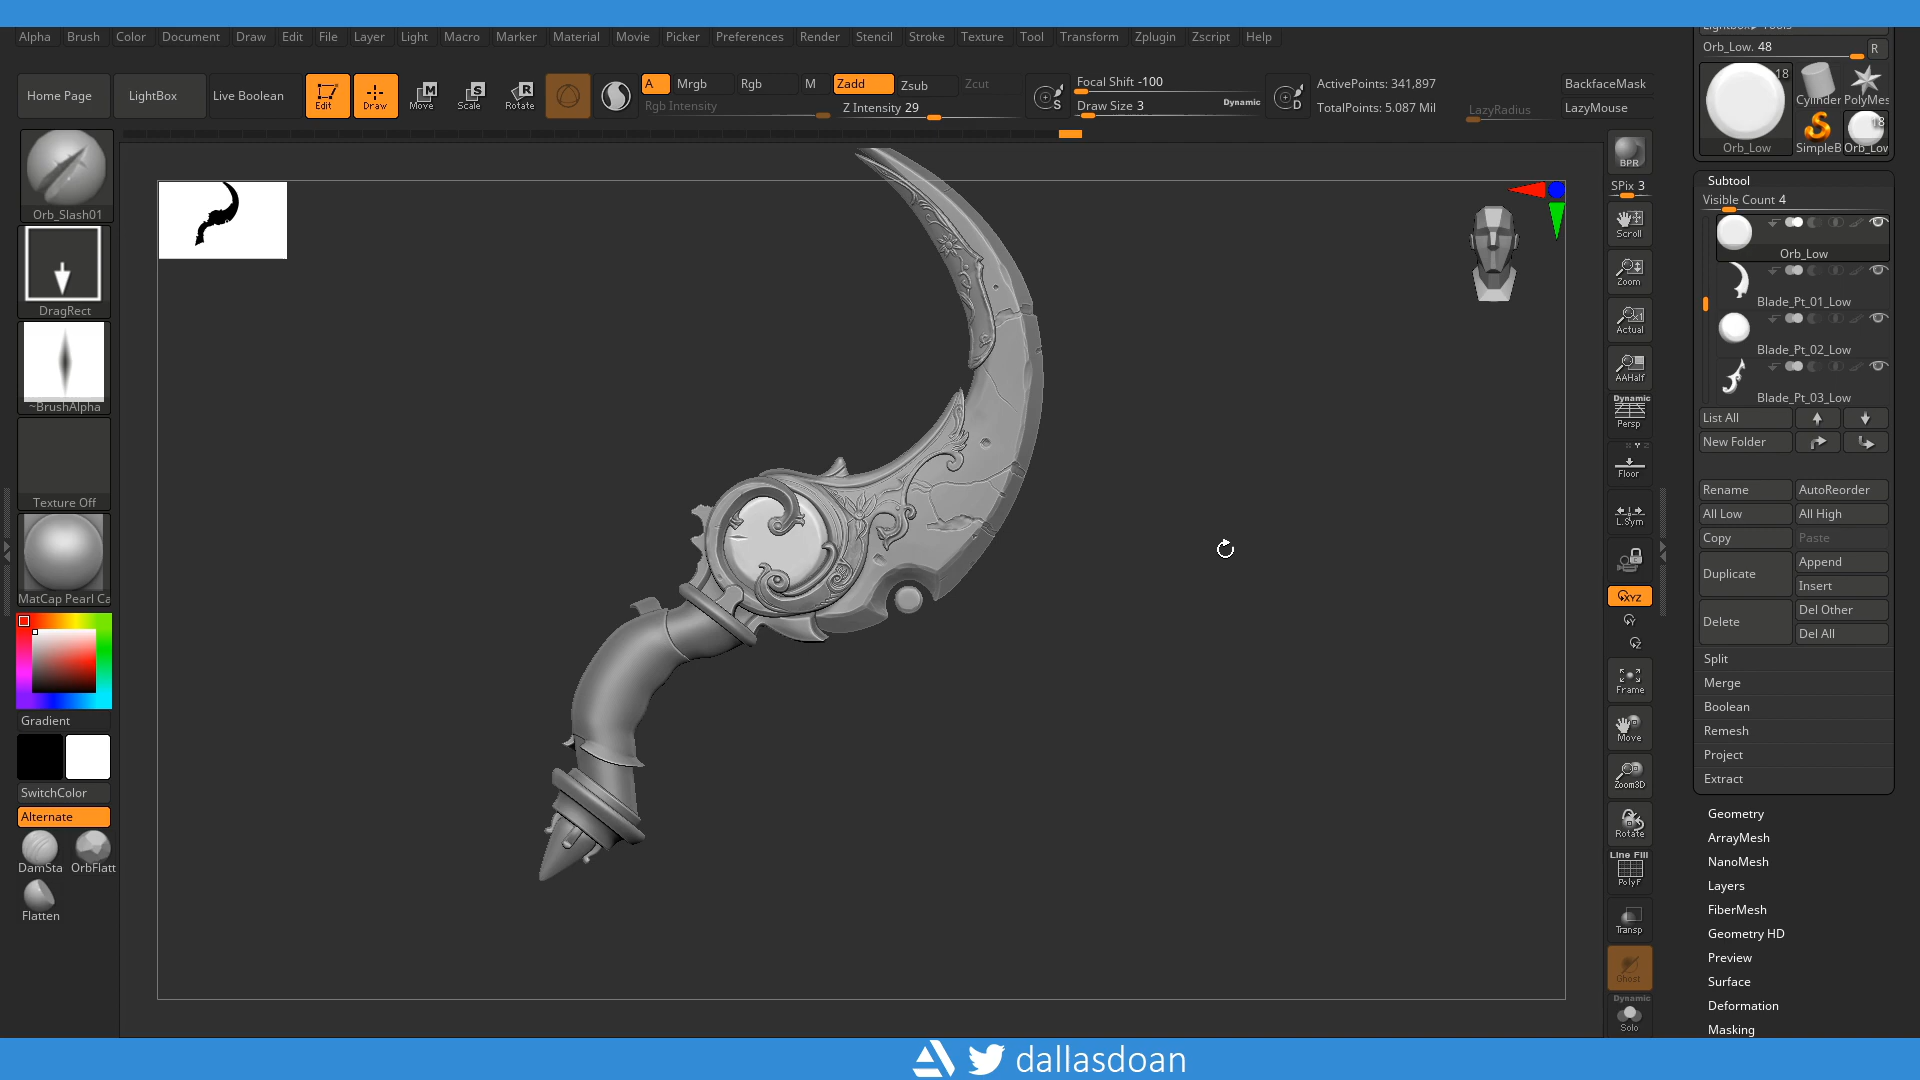 Lightbox▶ Tools
Alpha Brush Color Document Draw Edit File Layer Light Macro Marker Material Movie Picker Preferences Render Stencil Stroke Texture Tool Transform Zplugin Zscript Help
Orb_Low. 48 R
Home Page LightBox Live Boolean Edit Draw Move Scale Rotate
A Mrgb Rgb M Zadd Zsub Zcut
Rgb Intensity Z Intensity 29
Focal Shift -100
Draw Size 3 Dynamic
ActivePoints: 341,897
TotalPoints: 5.087 Mil
LazyRadius
BackfaceMask
LazyMouse
18
Cylinder PolyMes
18
Orb_Low SimpleB Orb_Low
Orb_Slash01
DragRect
~BrushAlpha
Texture Off
MatCap Pearl Ca
Gradient
SwitchColor
Alternate
DamSta OrbFlatt
Flatten
BPR
SPix 3
Scroll
Zoom
Actual
AAHalf
Dynamic
Persp
Floor
L.Sym
XYZ
Y
Z
Frame
Move
Zoom3D
Rotate
Line Fill
PolyF
Transp
Ghost
Dynamic
Solo
Subtool
Visible Count 4
Orb_Low
Blade_Pt_01_Low
Blade_Pt_02_Low
Blade_Pt_03_Low
List All
New Folder
Rename AutoReorder
All Low All High
Copy Paste
Duplicate Append
Insert
Delete Del Other
Del All
Split
Merge
Boolean
Remesh
Project
Extract
Geometry
ArrayMesh
NanoMesh
Layers
FiberMesh
Geometry HD
Preview
Surface
Deformation
Masking
dallasdoan